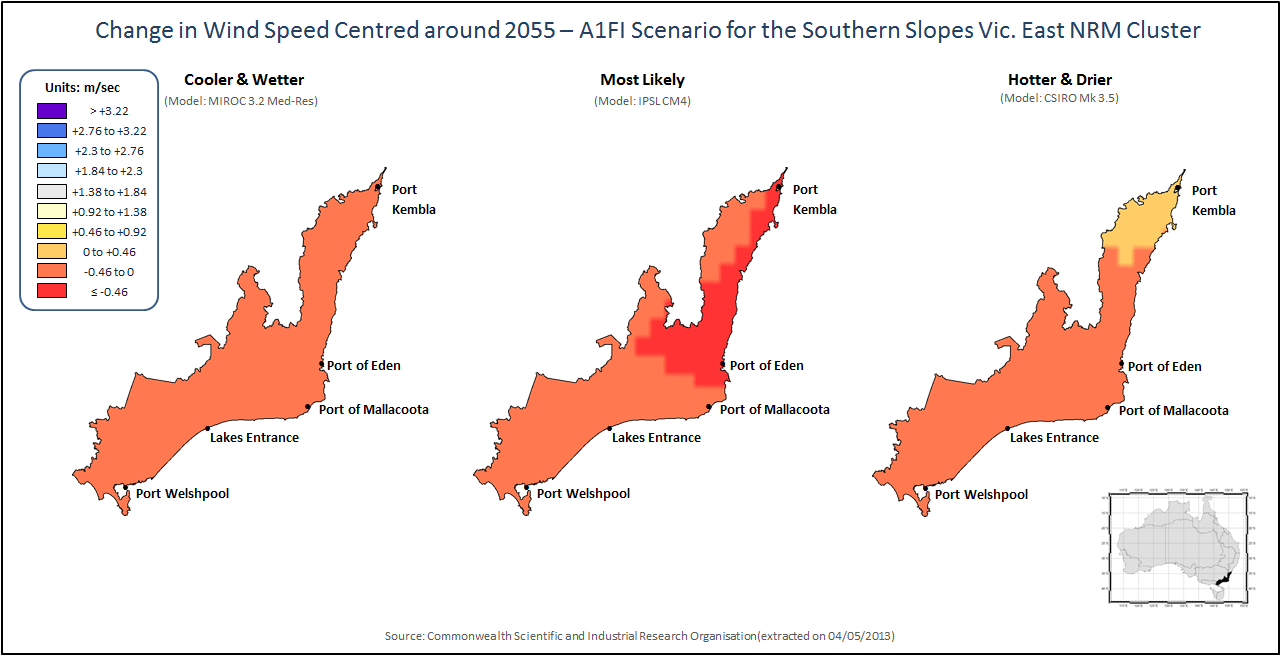 Change in Wind Speed Centred around 2055 – A1FI Scenario for the Southern Slopes Vic. East NRM Cluster
Units: m/sec
> +3.22
+2.76 to +3.22
+2.3 to +2.76
+1.84 to +2.3
+1.38 to +1.84
+0.92 to +1.38
+0.46 to +0.92
0 to +0.46
-0.46 to 0
≤ -0.46
Cooler & Wetter
(Model: MIROC 3.2 Med-Res)
Port
Kembla
Port of Eden
Port of Mallacoota
Lakes Entrance
Port Welshpool
Most Likely
(Model: IPSL CM4)
Port
Kembla
Port of Eden
Port of Mallacoota
Lakes Entrance
Port Welshpool
Hotter & Drier
(Model: CSIRO Mk 3.5)
Port
Kembla
Port of Eden
Port of Mallacoota
Lakes Entrance
Port Welshpool
Source: Commonwealth Scientific and Industrial Research Organisation(extracted on 04/05/2013)